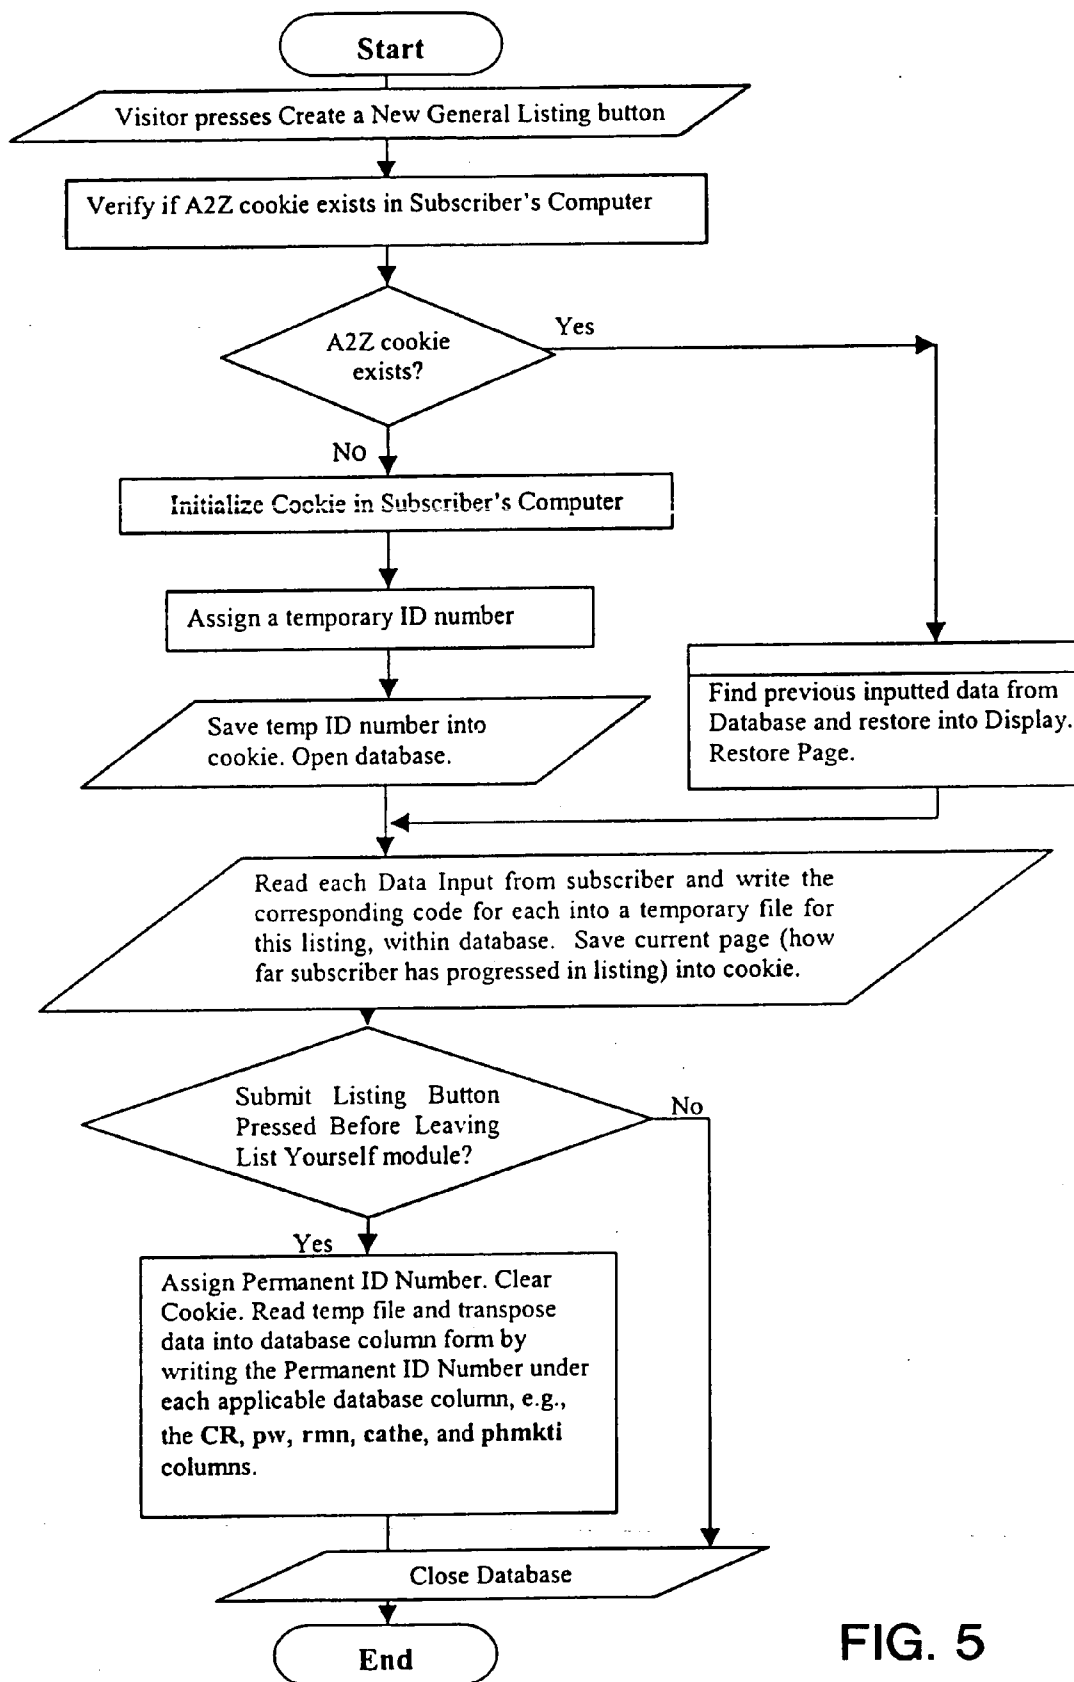 Start
Visitor presses Create a New General Listing button
Verify if A2Z cookie exists in Subscriber's Computer
A2Z cookie
exists?
Yes
No
Initialize Cookie in Subscriber's Computer
Assign a temporary ID number
Save temp ID number into
cookie. Open database.
Find previous inputted data from
Database and restore into Display.
Restore Page.
Read each Data Input from subscriber and write the
corresponding code for each into a temporary file for
this listing, within database. Save current page (how
far subscriber has progressed in listing) into cookie.
Submit Listing Button
Pressed Before Leaving
List Yourself module?
No
Yes
Assign Permanent ID Number. Clear
Cookie. Read temp file and transpose
data into database column form by
writing the Permanent ID Number under
each applicable database column, e.g.,
the CR, pw, rmn, cathe, and phmkti
columns.
Close Database
End
FIG. 5